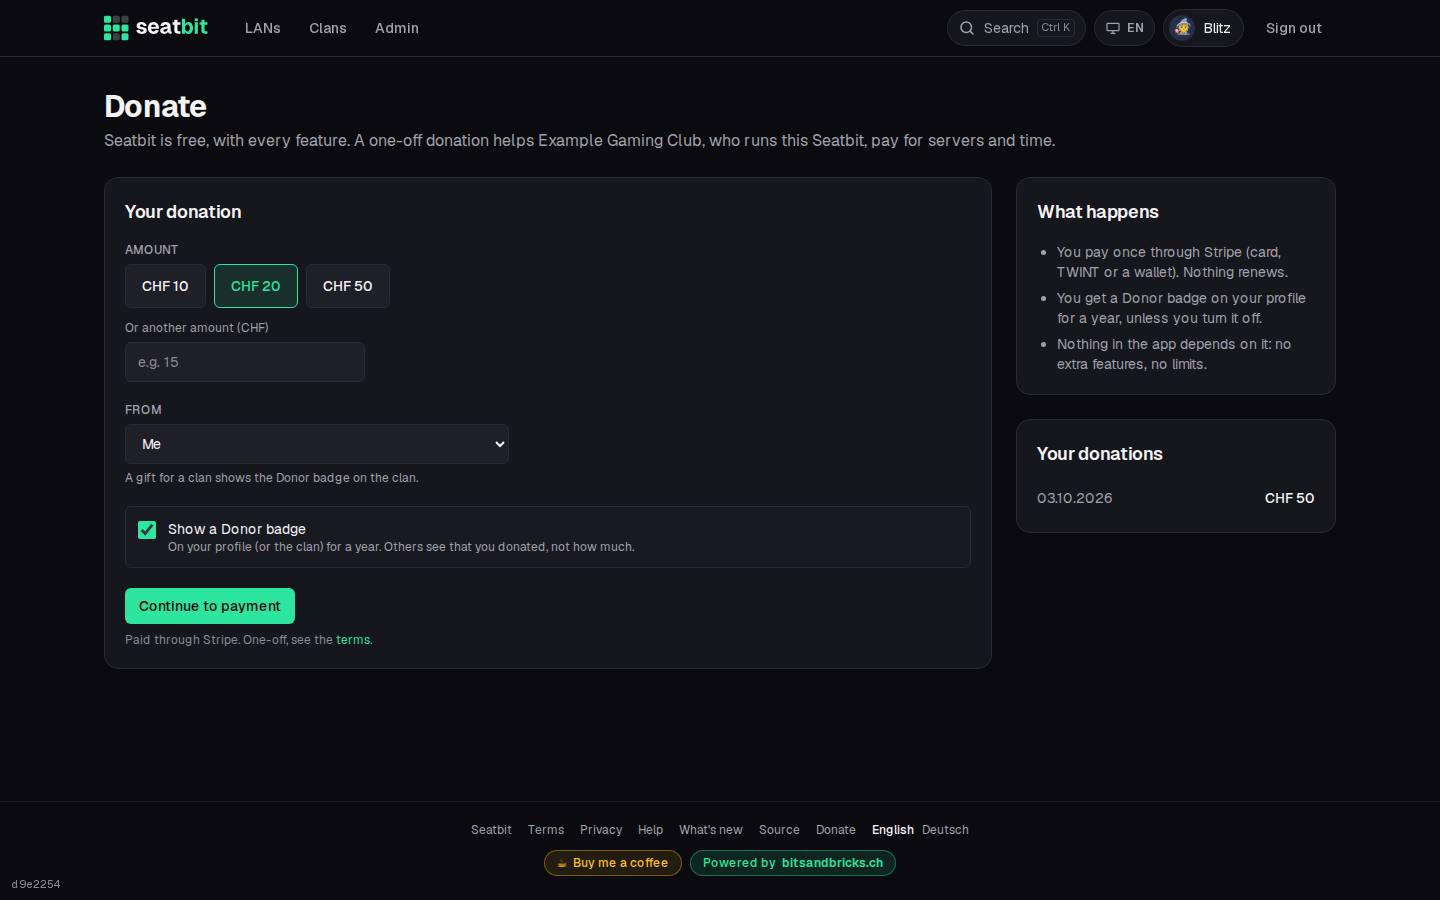 seatbit
LANs
Clans
Admin
Search
Ctrl K
EN
Blitz
Sign out
Donate
Seatbit is free, with every feature. A one-off donation helps Example Gaming Club, who runs this Seatbit, pay for servers and time.
Your donation
AMOUNT
CHF 10
CHF 20
CHF 50
Or another amount (CHF)
e.g. 15
FROM
Me
A gift for a clan shows the Donor badge on the clan.
Show a Donor badge
On your profile (or the clan) for a year. Others see that you donated, not how much.
Continue to payment
Paid through Stripe. One-off, see the terms.
What happens
You pay once through Stripe (card,
TWINT or a wallet). Nothing renews.
You get a Donor badge on your profile
for a year, unless you turn it off.
Nothing in the app depends on it: no
extra features, no limits.
Your donations
03.10.2026
CHF 50
Seatbit
Terms
Privacy
Help
What's new
Source
Donate
English
Deutsch
Buy me a coffee
Powered by bitsandbricks.ch
d9e2254